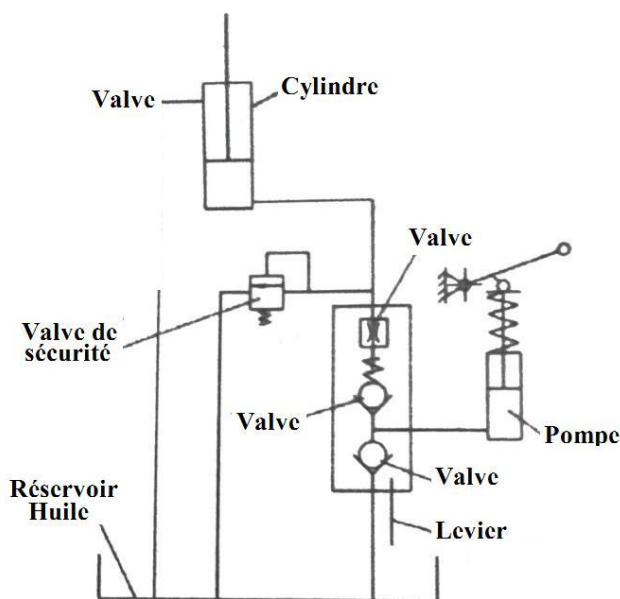 Valve
Cylindre
Valve
Valve de
sécurité
Valve
Pompe
Valve
Réservoir
Huile
Levier